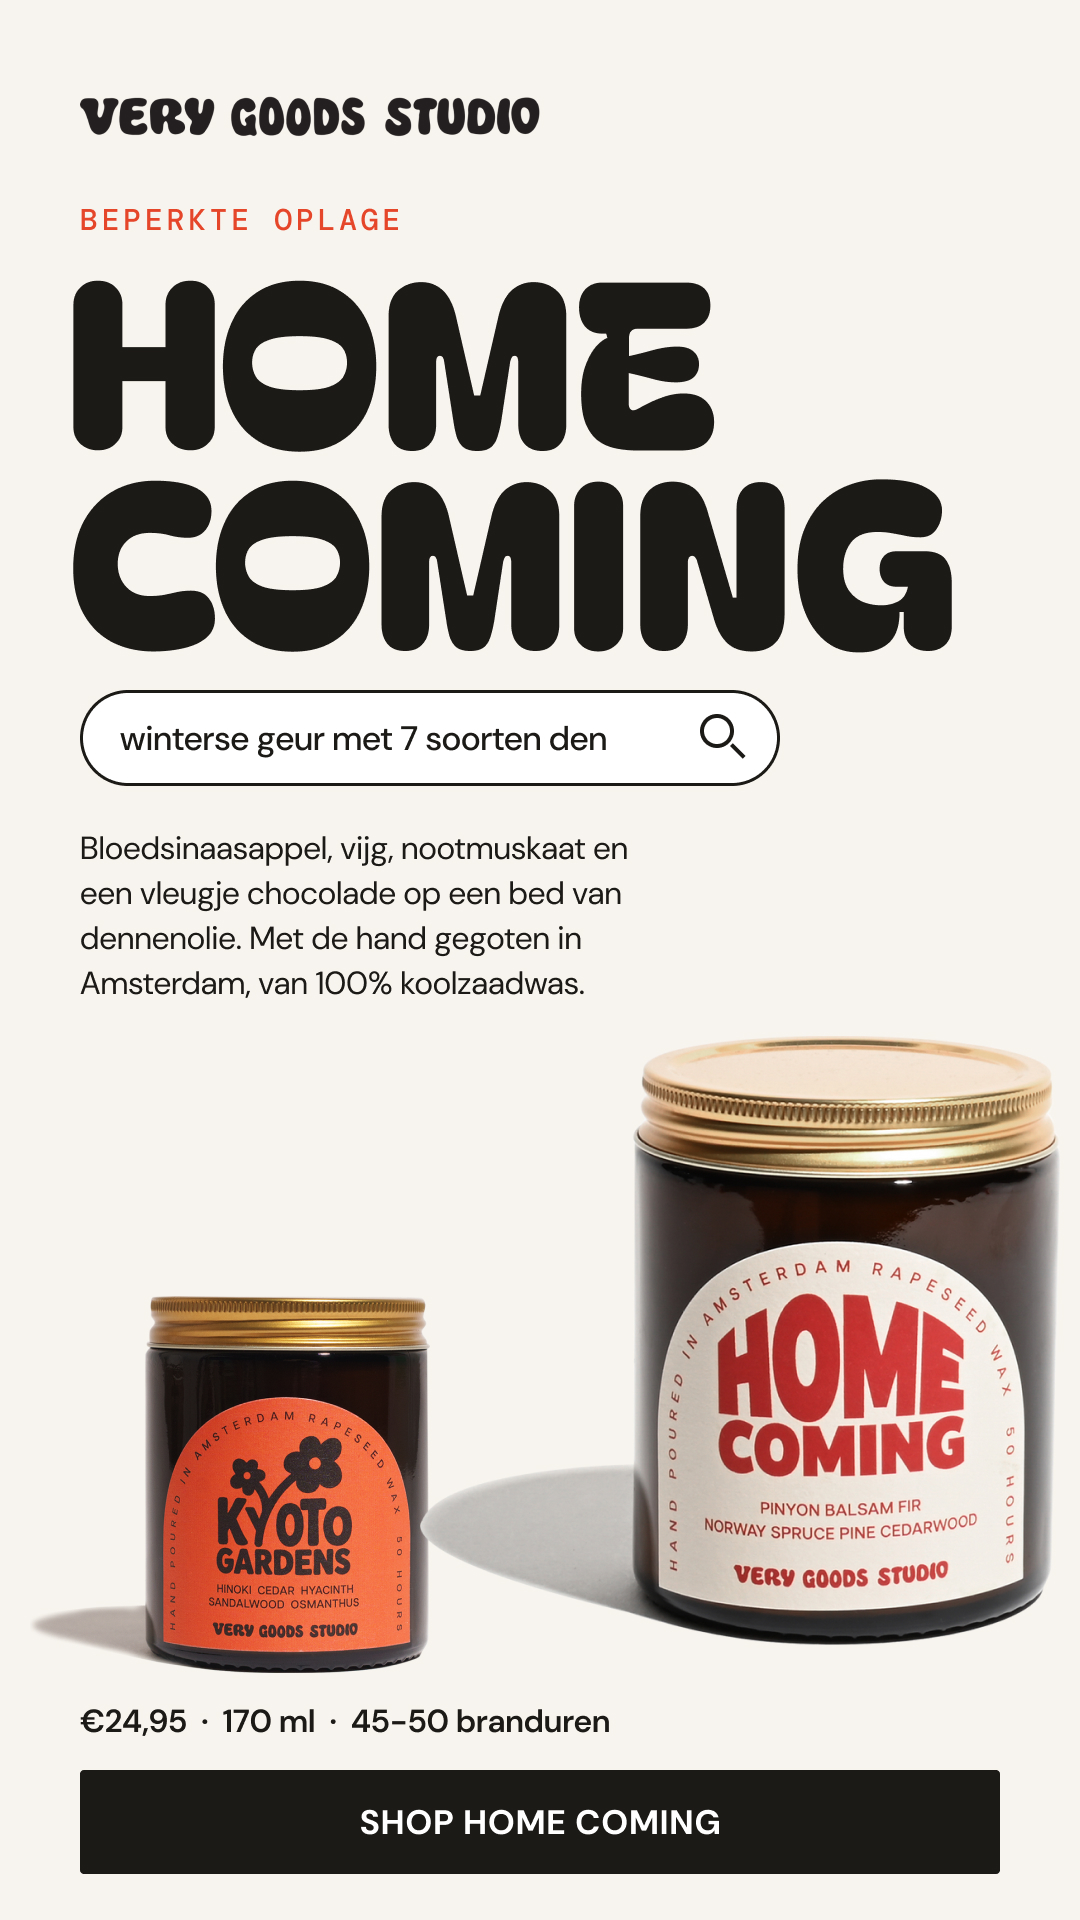 VERY GOODS STUDIO
BEPERKTE OPLAGE
HOME
COMING
winterse geur met 7 soorten den
Bloedsinaasappel, vijg, nootmuskaat en
een vleugje chocolade op een bed van
dennenolie. Met de hand gegoten in
Amsterdam, van 100% koolzaadwas.
HAND POURED IN AMSTERDAM RAPESEED WAX 50 HOURS
HOME
COMING
PINYON BALSAM FIR
NORWAY SPRUCE PINE CEDARWOOD
VERY GOODS STUDIO
HAND POURED IN AMSTERDAM RAPESEED WAX 50 HOURS
KYOTO
GARDENS
HINOKI CEDAR HYACINTH
SANDALWOOD OSMANTHUS
VERY GOODS STUDIO
€24,95 · 170 ml · 45-50 branduren
SHOP HOME COMING